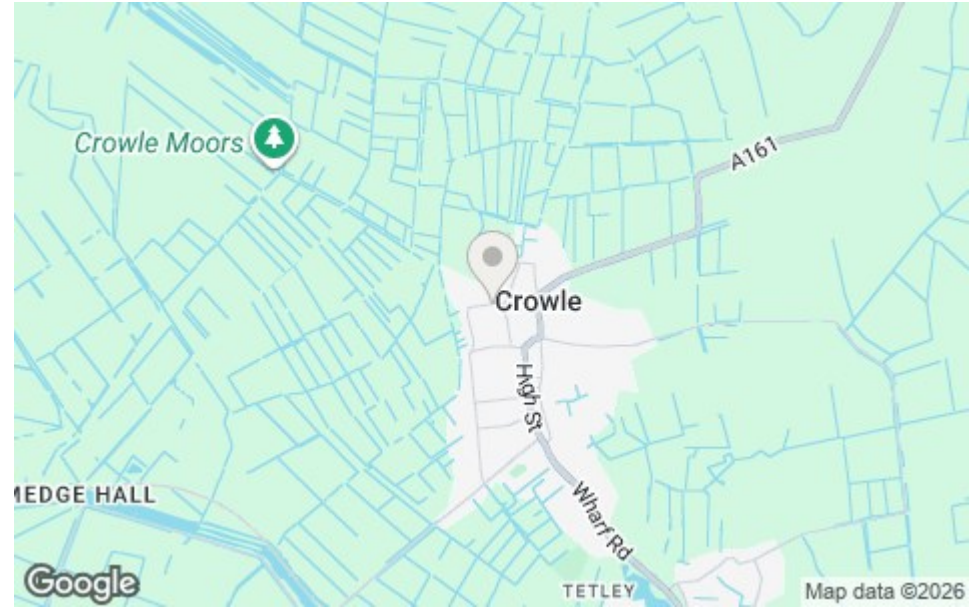 Crowle Moors
A161
Crowle
High St
MEDGE HALL
Wharf Rd
TETLEY
Google
Map data ©2026